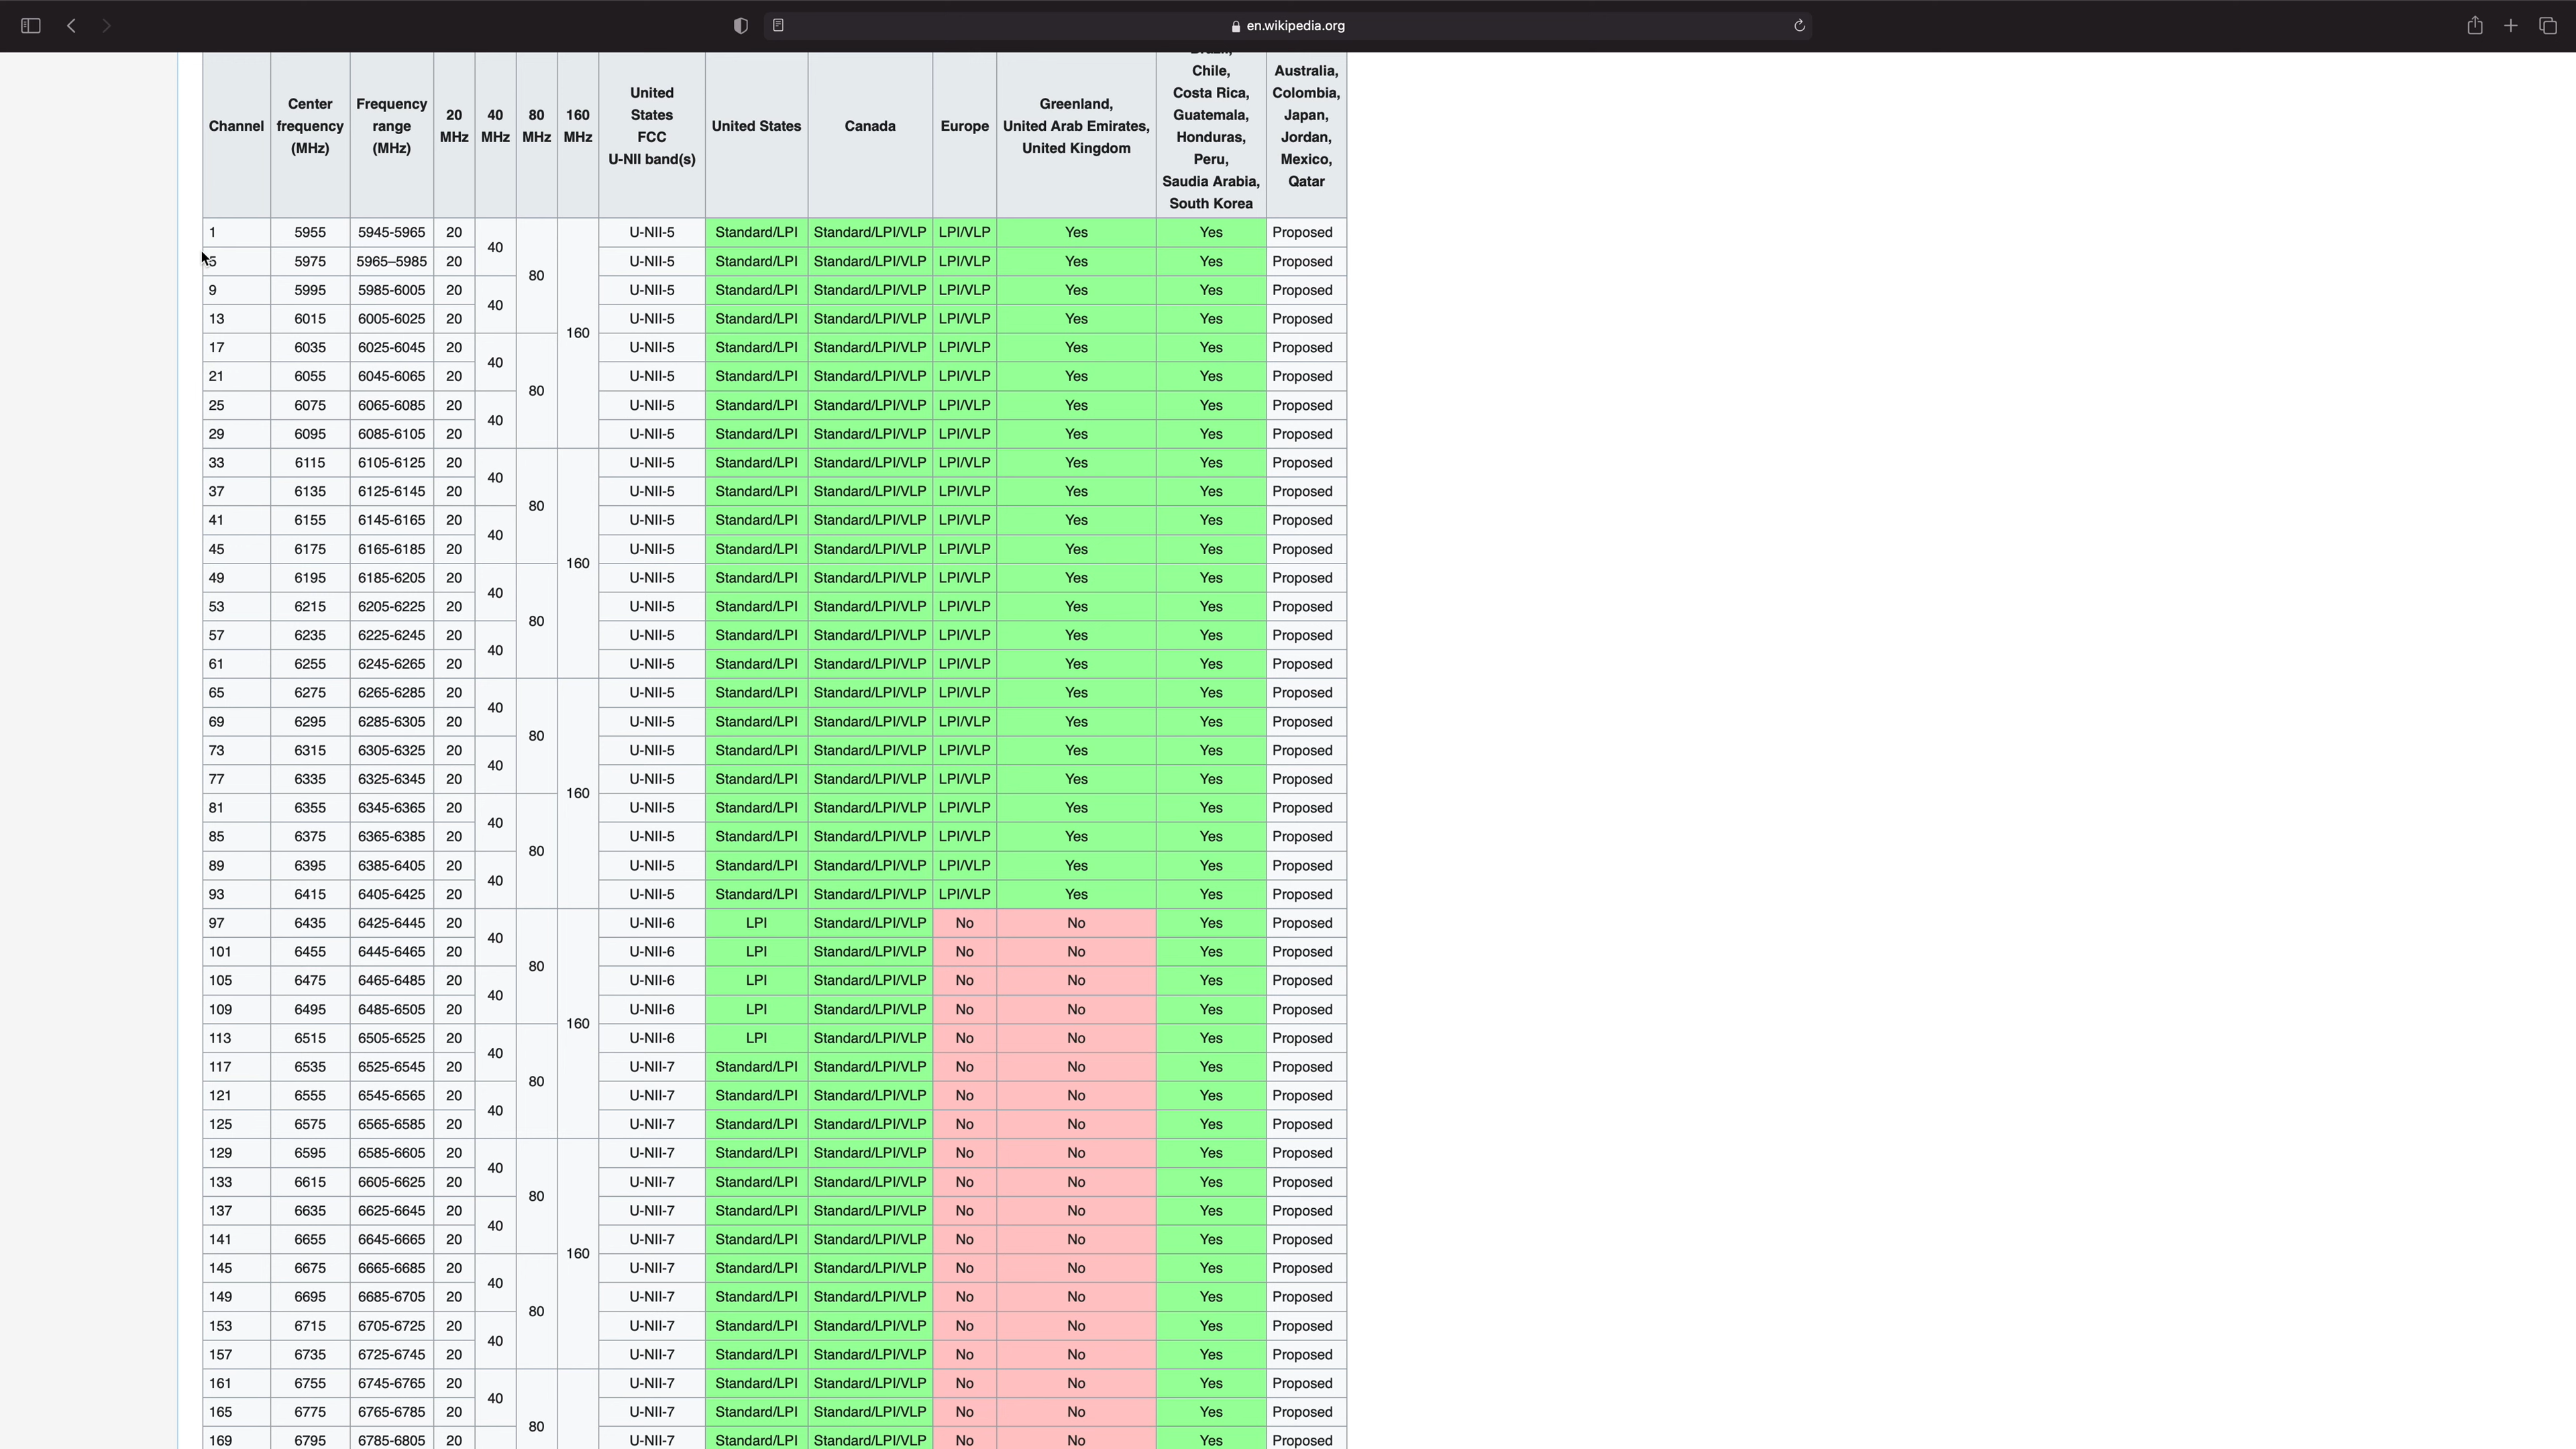 en.wikipedia.org
Channel
Center
frequency
(MHz)
Frequency
range
(MHz)
20
MHz
40
MHz
80
MHz
160
MHz
United
States
FCC
U-NII band(s)
United States
Canada
Europe
Greenland,
United Arab Emirates,
United Kingdom
Brazil,
Chile,
Costa Rica,
Guatemala,
Honduras,
Peru,
Saudia Arabia,
South Korea
Australia,
Colombia,
Japan,
Jordan,
Mexico,
Qatar
1 5955 5945-5965 20 40 80 160 U-NII-5 Standard/LPI Standard/LPI/VLP LPI/VLP Yes Yes Proposed
5 5975 5965–5985 20 U-NII-5 Standard/LPI Standard/LPI/VLP LPI/VLP Yes Yes Proposed
9 5995 5985-6005 20 40 U-NII-5 Standard/LPI Standard/LPI/VLP LPI/VLP Yes Yes Proposed
13 6015 6005-6025 20 U-NII-5 Standard/LPI Standard/LPI/VLP LPI/VLP Yes Yes Proposed
17 6035 6025-6045 20 40 80 U-NII-5 Standard/LPI Standard/LPI/VLP LPI/VLP Yes Yes Proposed
21 6055 6045-6065 20 U-NII-5 Standard/LPI Standard/LPI/VLP LPI/VLP Yes Yes Proposed
25 6075 6065-6085 20 40 U-NII-5 Standard/LPI Standard/LPI/VLP LPI/VLP Yes Yes Proposed
29 6095 6085-6105 20 U-NII-5 Standard/LPI Standard/LPI/VLP LPI/VLP Yes Yes Proposed
33 6115 6105-6125 20 40 80 160 U-NII-5 Standard/LPI Standard/LPI/VLP LPI/VLP Yes Yes Proposed
37 6135 6125-6145 20 U-NII-5 Standard/LPI Standard/LPI/VLP LPI/VLP Yes Yes Proposed
41 6155 6145-6165 20 40 U-NII-5 Standard/LPI Standard/LPI/VLP LPI/VLP Yes Yes Proposed
45 6175 6165-6185 20 U-NII-5 Standard/LPI Standard/LPI/VLP LPI/VLP Yes Yes Proposed
49 6195 6185-6205 20 40 80 U-NII-5 Standard/LPI Standard/LPI/VLP LPI/VLP Yes Yes Proposed
53 6215 6205-6225 20 U-NII-5 Standard/LPI Standard/LPI/VLP LPI/VLP Yes Yes Proposed
57 6235 6225-6245 20 40 U-NII-5 Standard/LPI Standard/LPI/VLP LPI/VLP Yes Yes Proposed
61 6255 6245-6265 20 U-NII-5 Standard/LPI Standard/LPI/VLP LPI/VLP Yes Yes Proposed
65 6275 6265-6285 20 40 80 160 U-NII-5 Standard/LPI Standard/LPI/VLP LPI/VLP Yes Yes Proposed
69 6295 6285-6305 20 U-NII-5 Standard/LPI Standard/LPI/VLP LPI/VLP Yes Yes Proposed
73 6315 6305-6325 20 40 U-NII-5 Standard/LPI Standard/LPI/VLP LPI/VLP Yes Yes Proposed
77 6335 6325-6345 20 U-NII-5 Standard/LPI Standard/LPI/VLP LPI/VLP Yes Yes Proposed
81 6355 6345-6365 20 40 80 U-NII-5 Standard/LPI Standard/LPI/VLP LPI/VLP Yes Yes Proposed
85 6375 6365-6385 20 U-NII-5 Standard/LPI Standard/LPI/VLP LPI/VLP Yes Yes Proposed
89 6395 6385-6405 20 40 U-NII-5 Standard/LPI Standard/LPI/VLP LPI/VLP Yes Yes Proposed
93 6415 6405-6425 20 U-NII-5 Standard/LPI Standard/LPI/VLP LPI/VLP Yes Yes Proposed
97 6435 6425-6445 20 40 80 160 U-NII-6 LPI Standard/LPI/VLP No No Yes Proposed
101 6455 6445-6465 20 U-NII-6 LPI Standard/LPI/VLP No No Yes Proposed
105 6475 6465-6485 20 40 U-NII-6 LPI Standard/LPI/VLP No No Yes Proposed
109 6495 6485-6505 20 U-NII-6 LPI Standard/LPI/VLP No No Yes Proposed
113 6515 6505-6525 20 40 80 U-NII-6 LPI Standard/LPI/VLP No No Yes Proposed
117 6535 6525-6545 20 U-NII-7 Standard/LPI Standard/LPI/VLP No No Yes Proposed
121 6555 6545-6565 20 40 U-NII-7 Standard/LPI Standard/LPI/VLP No No Yes Proposed
125 6575 6565-6585 20 U-NII-7 Standard/LPI Standard/LPI/VLP No No Yes Proposed
129 6595 6585-6605 20 40 80 160 U-NII-7 Standard/LPI Standard/LPI/VLP No No Yes Proposed
133 6615 6605-6625 20 U-NII-7 Standard/LPI Standard/LPI/VLP No No Yes Proposed
137 6635 6625-6645 20 40 U-NII-7 Standard/LPI Standard/LPI/VLP No No Yes Proposed
141 6655 6645-6665 20 U-NII-7 Standard/LPI Standard/LPI/VLP No No Yes Proposed
145 6675 6665-6685 20 40 80 U-NII-7 Standard/LPI Standard/LPI/VLP No No Yes Proposed
149 6695 6685-6705 20 U-NII-7 Standard/LPI Standard/LPI/VLP No No Yes Proposed
153 6715 6705-6725 20 40 U-NII-7 Standard/LPI Standard/LPI/VLP No No Yes Proposed
157 6735 6725-6745 20 U-NII-7 Standard/LPI Standard/LPI/VLP No No Yes Proposed
161 6755 6745-6765 20 40 80 U-NII-7 Standard/LPI Standard/LPI/VLP No No Yes Proposed
165 6775 6765-6785 20 U-NII-7 Standard/LPI Standard/LPI/VLP No No Yes Proposed
169 6795 6785-6805 20 U-NII-7 Standard/LPI Standard/LPI/VLP No No Yes Proposed